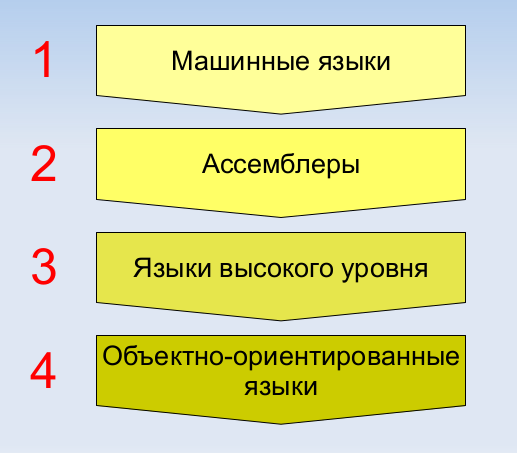 1 Машинные языки
2 Ассемблеры
3 Языки высокого уровня
4 Объектно-ориентированные
языки